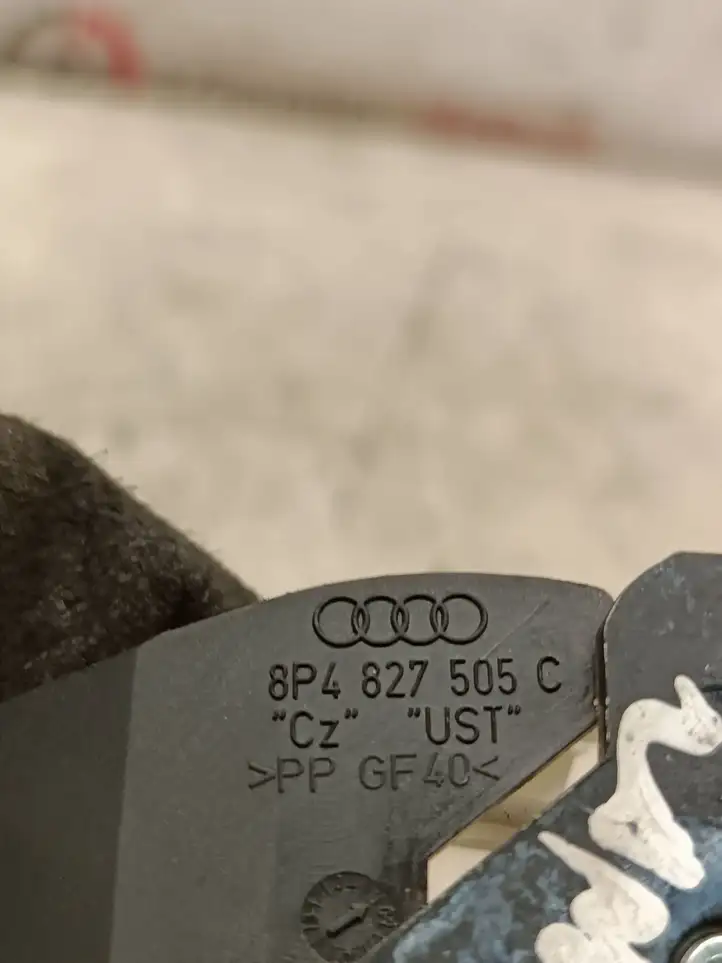 8P4 827 505 C
"Cz" "UST"
>PP GF40<